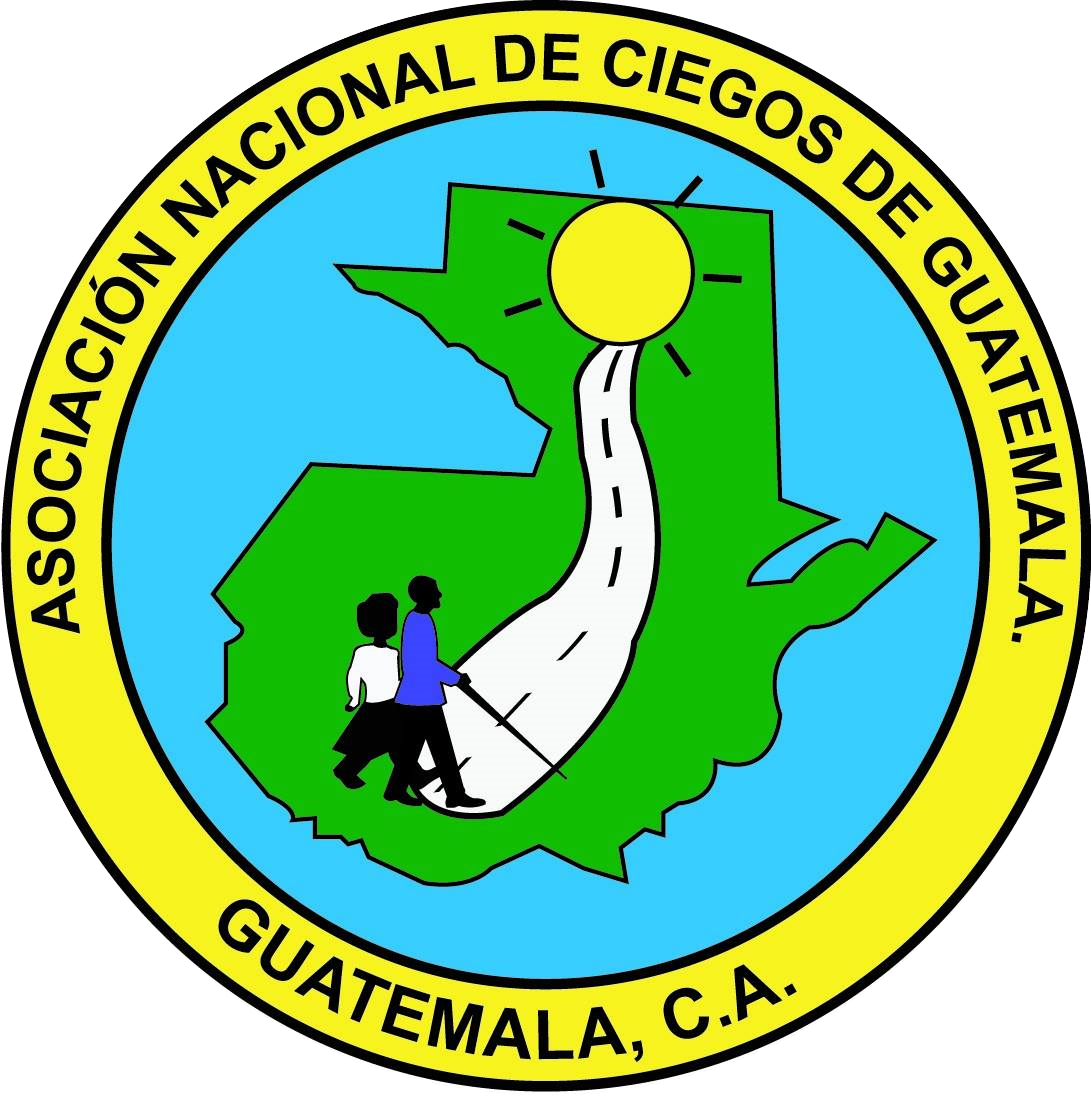 ASOCIACIÓN NACIONAL DE CIEGOS DE GUATEMALA.
GUATEMALA, C.A.